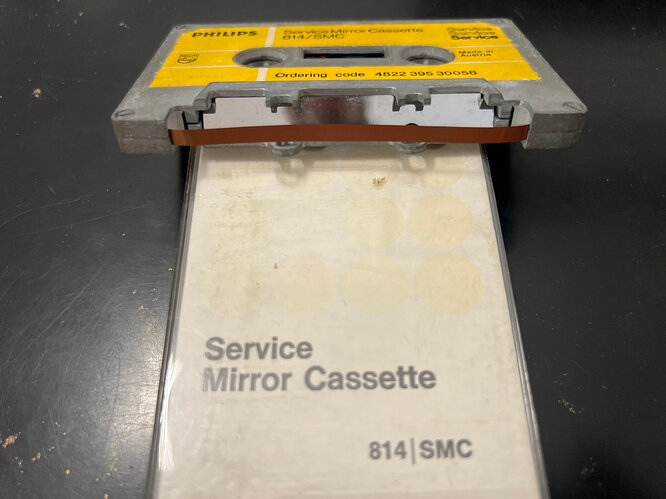 PHILIPS
Service Mirror Cassette
814/SMC
Service
Service
Service
Made in
Austria
Ordering code 4822 395 30058
Service
Mirror Cassette
814|SMC